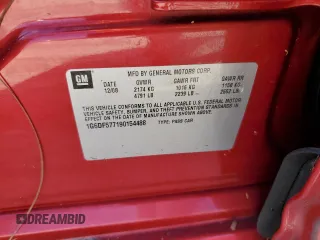 GM
MFG BY GENERAL MOTORS CORP.
DATE GVWR GAWR FRT GAWR RR
12/08 2174 KG 1016 KG 1158 KG
4791 LB 2239 LB 2552 LB
THIS VEHICLE CONFORMS TO ALL APPLICABLE U.S. FEDERAL MOTOR
VEHICLE SAFETY, BUMPER, AND THEFT PREVENTION STANDARDS
IN EFFECT ON THE DATE OF MANUFACTURE SHOWN ABOVE.
TYPE: PASS CAR
DREAMBID